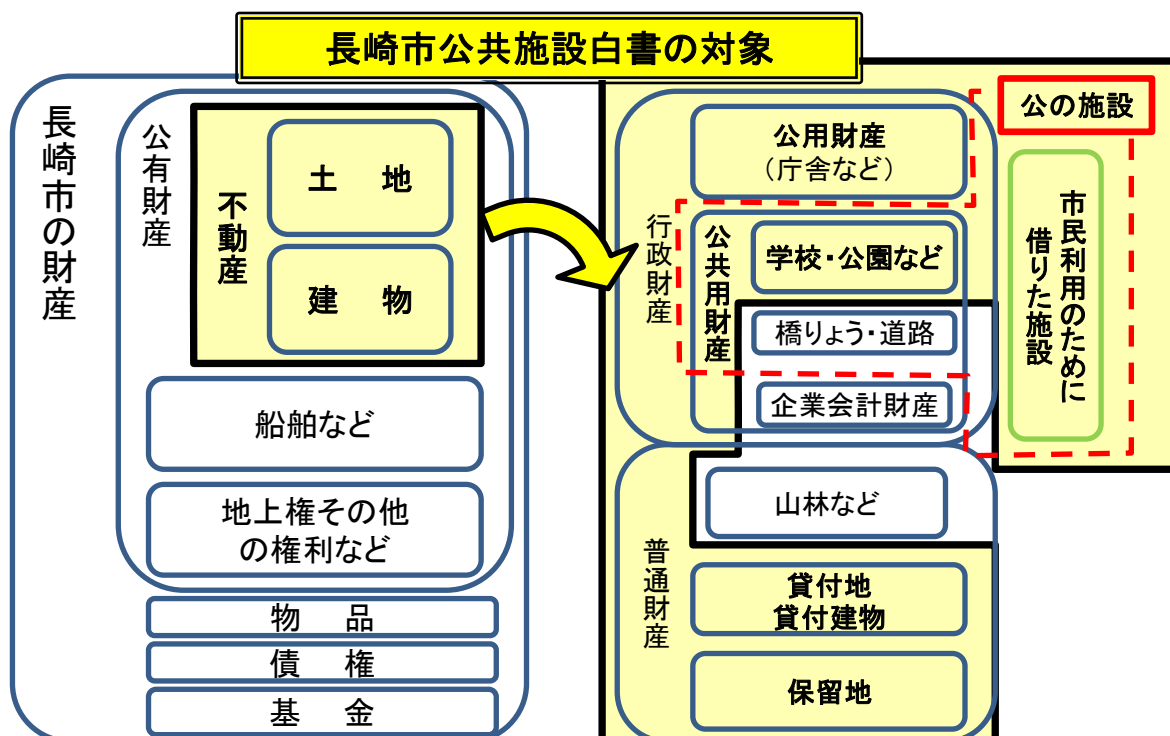 長崎市公共施設白書の対象
長崎市の財産
公有財産
不動産
土 地
建 物
船舶など
地上権その他
の権利など
物 品
債 権
基 金
行政財産
公用財産
(庁舎など)
公共用財産
学校・公園など
橋りょう・道路
企業会計財産
普通財産
山林など
貸付地
貸付建物
保留地
公の施設
市民利用のために
借りた施設